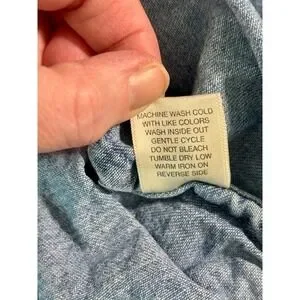 MACHINE WASH COLD
WITH LIKE COLORS
WASH INSIDE OUT
GENTLE CYCLE
DO NOT BLEACH
TUMBLE DRY LOW
WARM IRON ON
REVERSE SIDE